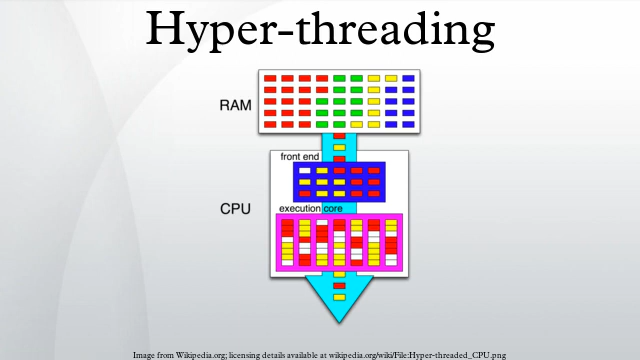 Hyper-threading
RAM
front end
CPU
execution core
Image from Wikipedia.org; licensing details available at wikipedia.org/wiki/File:Hyper-threaded_CPU.png